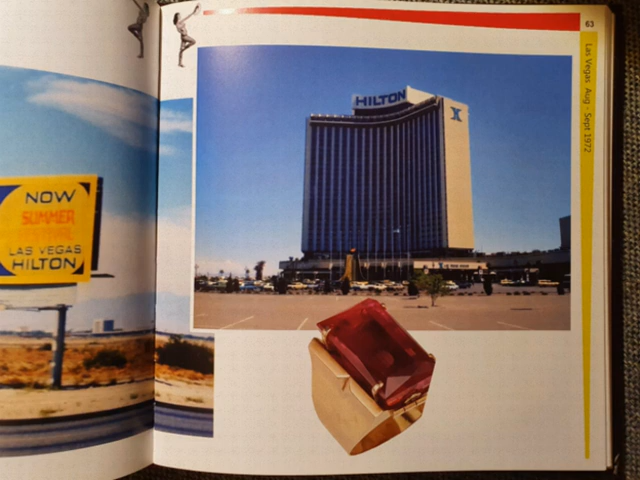 NOW
SUMMER
LAS VEGAS
HILTON
HILTON
63
Las Vegas Aug - Sept 1972